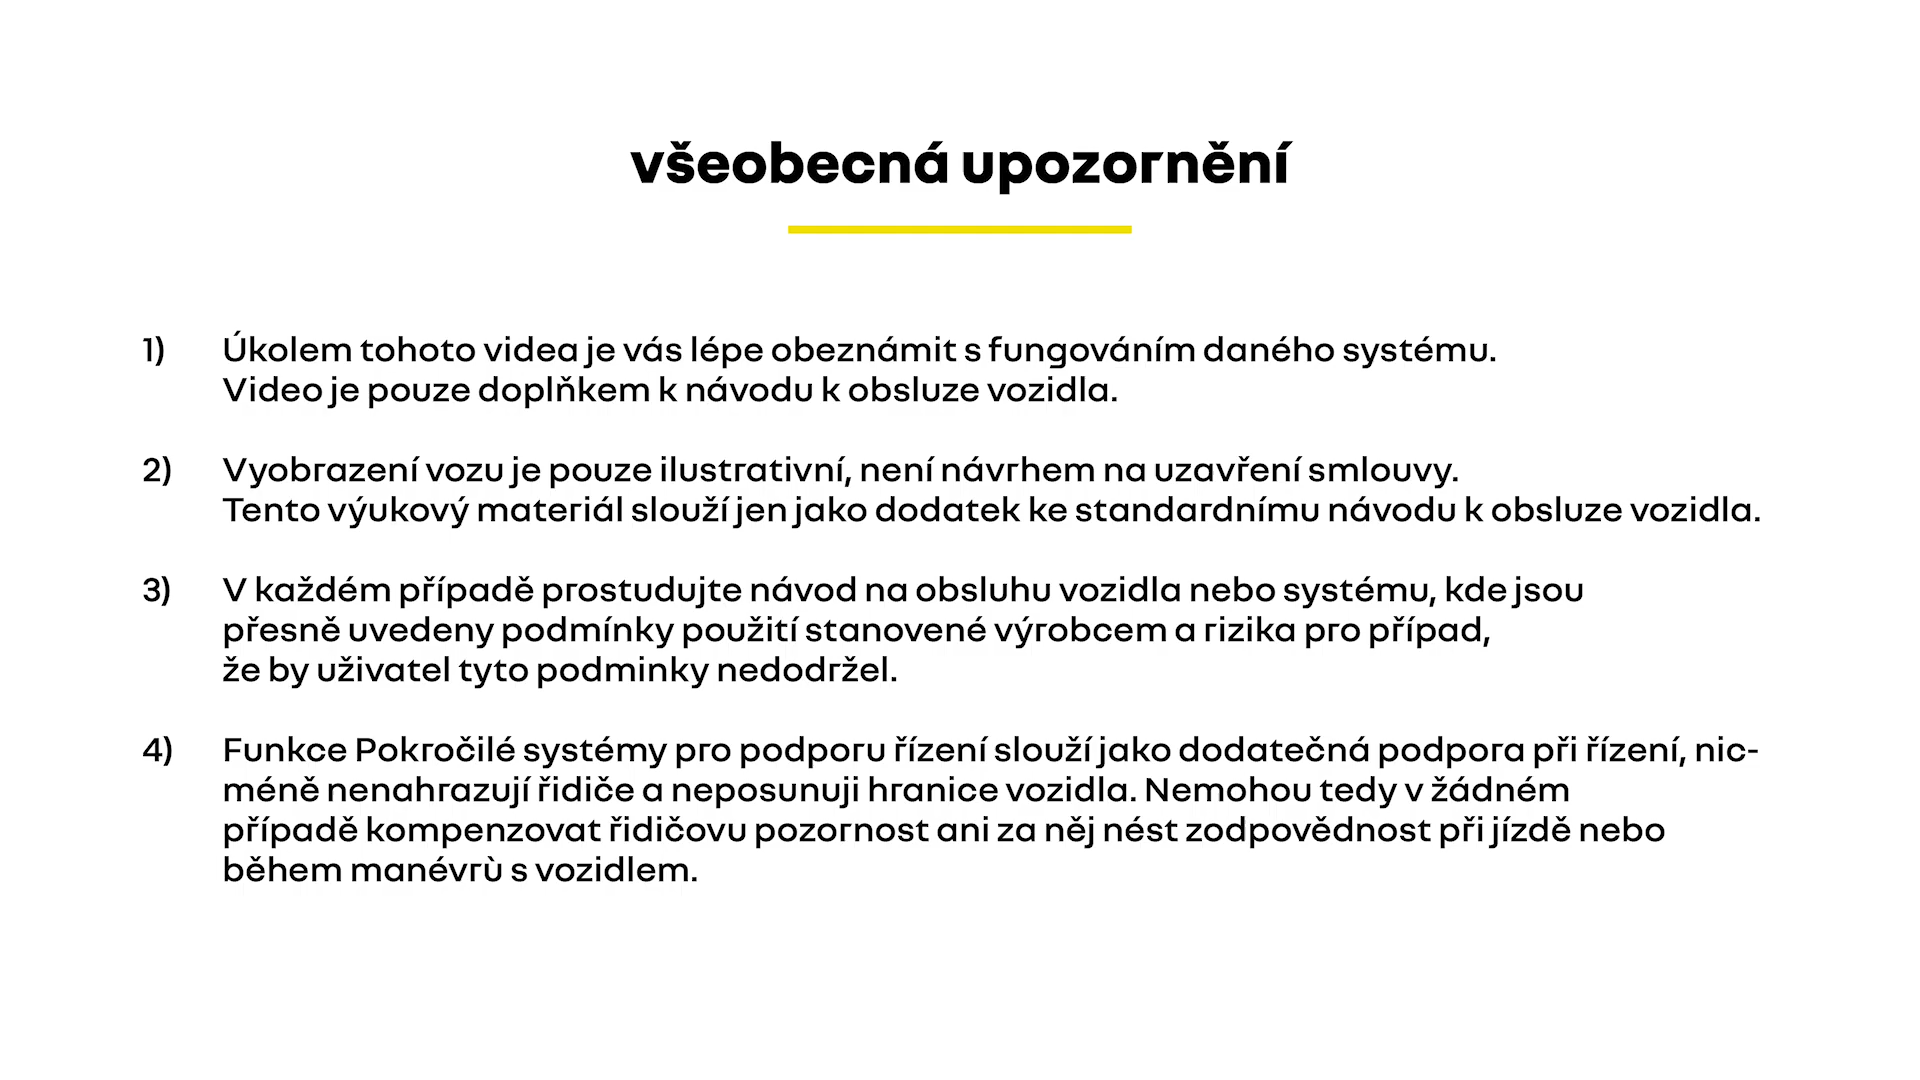 všeobecná upozornění
1) Úkolem tohoto videa je vás lépe obeznámit s fungováním daného systému.
Video je pouze doplňkem k návodu k obsluze vozidla.
2) Vyobrazení vozu je pouze ilustrativní, není návrhem na uzavření smlouvy.
Tento výukový materiál slouží jen jako dodatek ke standardnímu návodu k obsluze vozidla.
3) V každém případě prostudujte návod na obsluhu vozidla nebo systému, kde jsou
přesně uvedeny podmínky použití stanovené výrobcem a rizika pro případ,
že by uživatel tyto podminky nedodržel.
4) Funkce Pokročilé systémy pro podporu řízení slouží jako dodatečná podpora při řízení, nic-
méně nenahrazují řidiče a neposunuji hranice vozidla. Nemohou tedy v žádném
případě kompenzovat řidičovu pozornost ani za něj nést zodpovědnost při jízdě nebo
během manévrù s vozidlem.